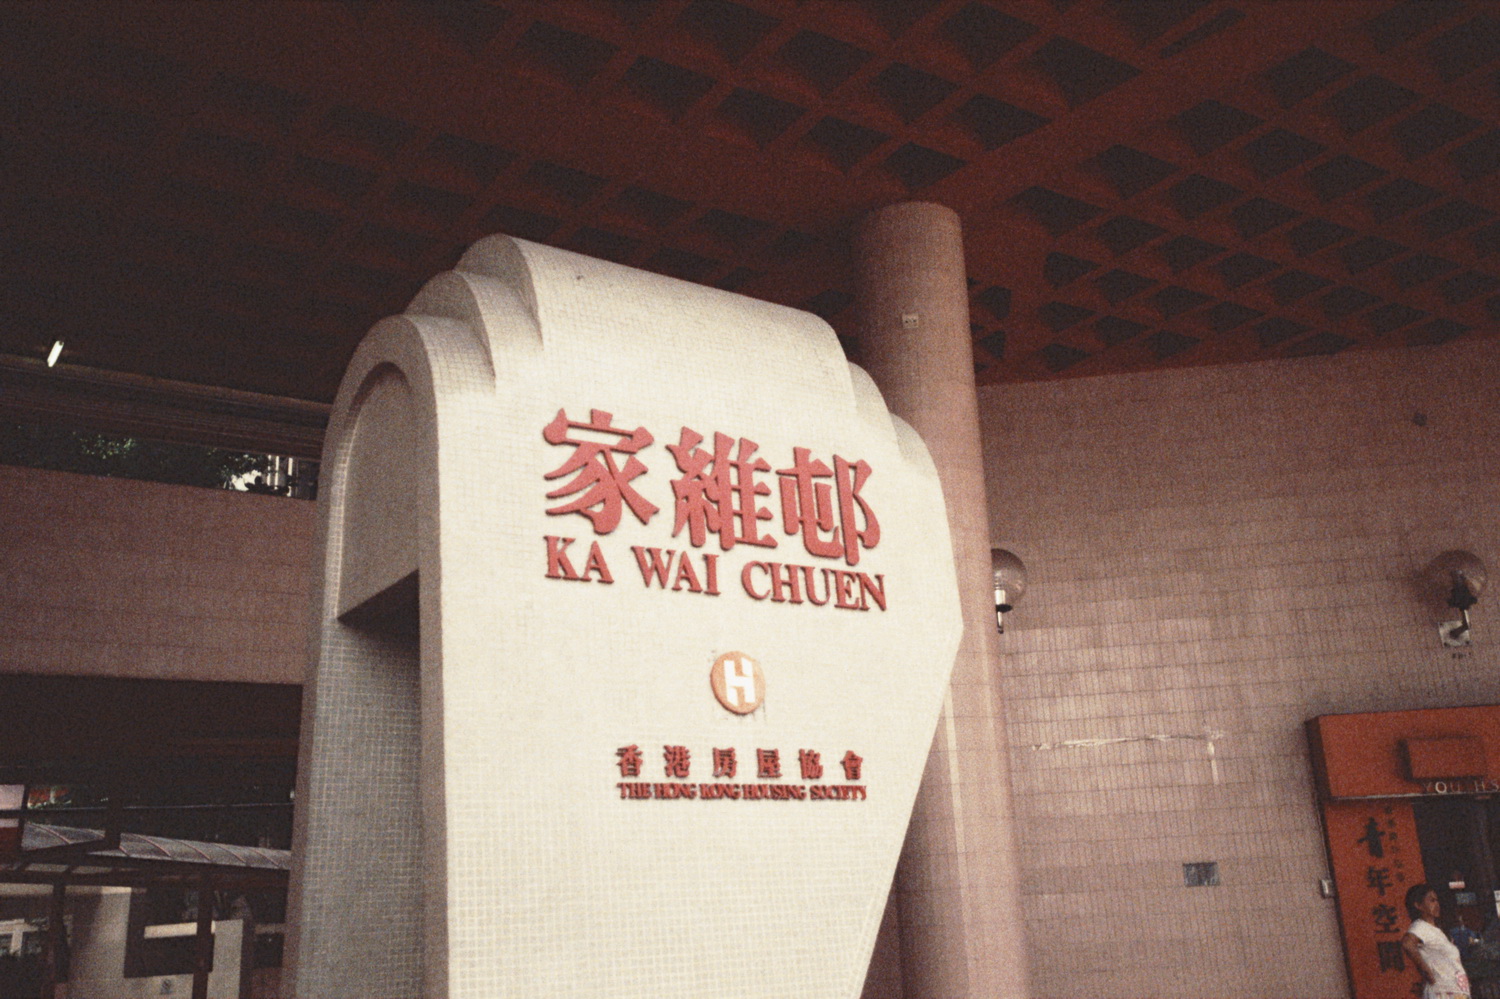 家維邨
KA WAI CHUEN
H
香港房屋協會
THE HONG KONG HOUSING SOCIETY
青年空間